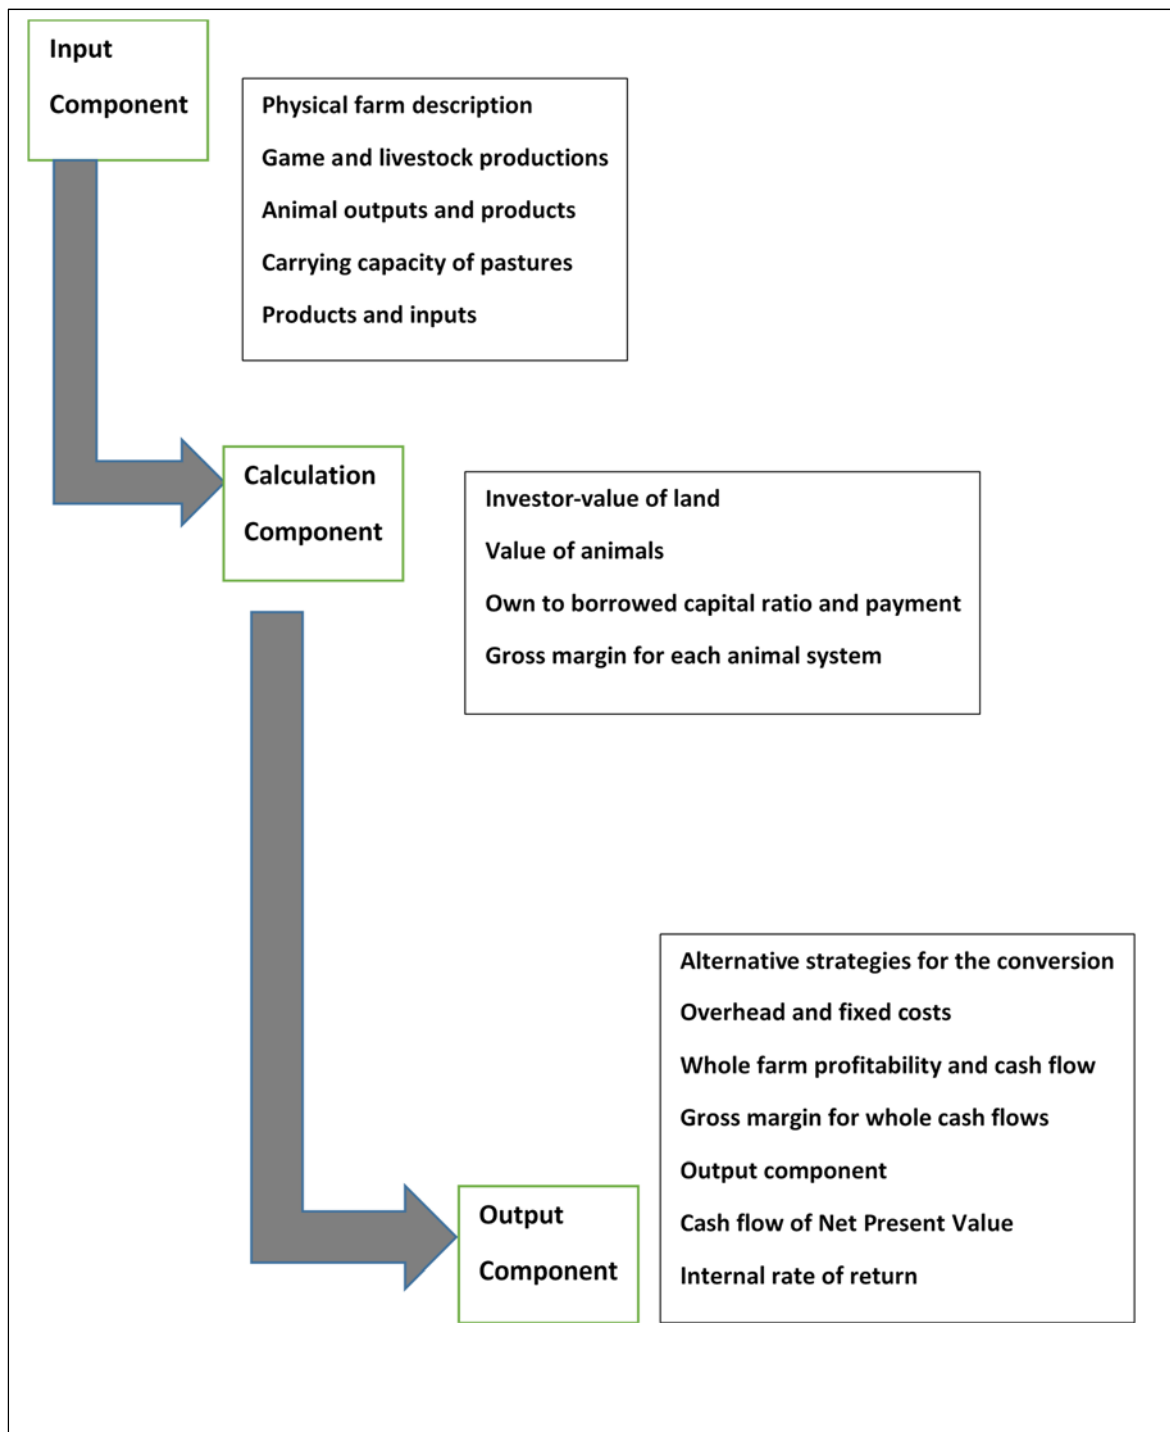 Input
Component
Physical farm description
Game and livestock productions
Animal outputs and products
Carrying capacity of pastures
Products and inputs
Calculation
Component
Investor-value of land
Value of animals
Own to borrowed capital ratio and payment
Gross margin for each animal system
Alternative strategies for the conversion
Overhead and fixed costs
Whole farm profitability and cash flow
Gross margin for whole cash flows
Output component
Cash flow of Net Present Value
Internal rate of return
Output
Component